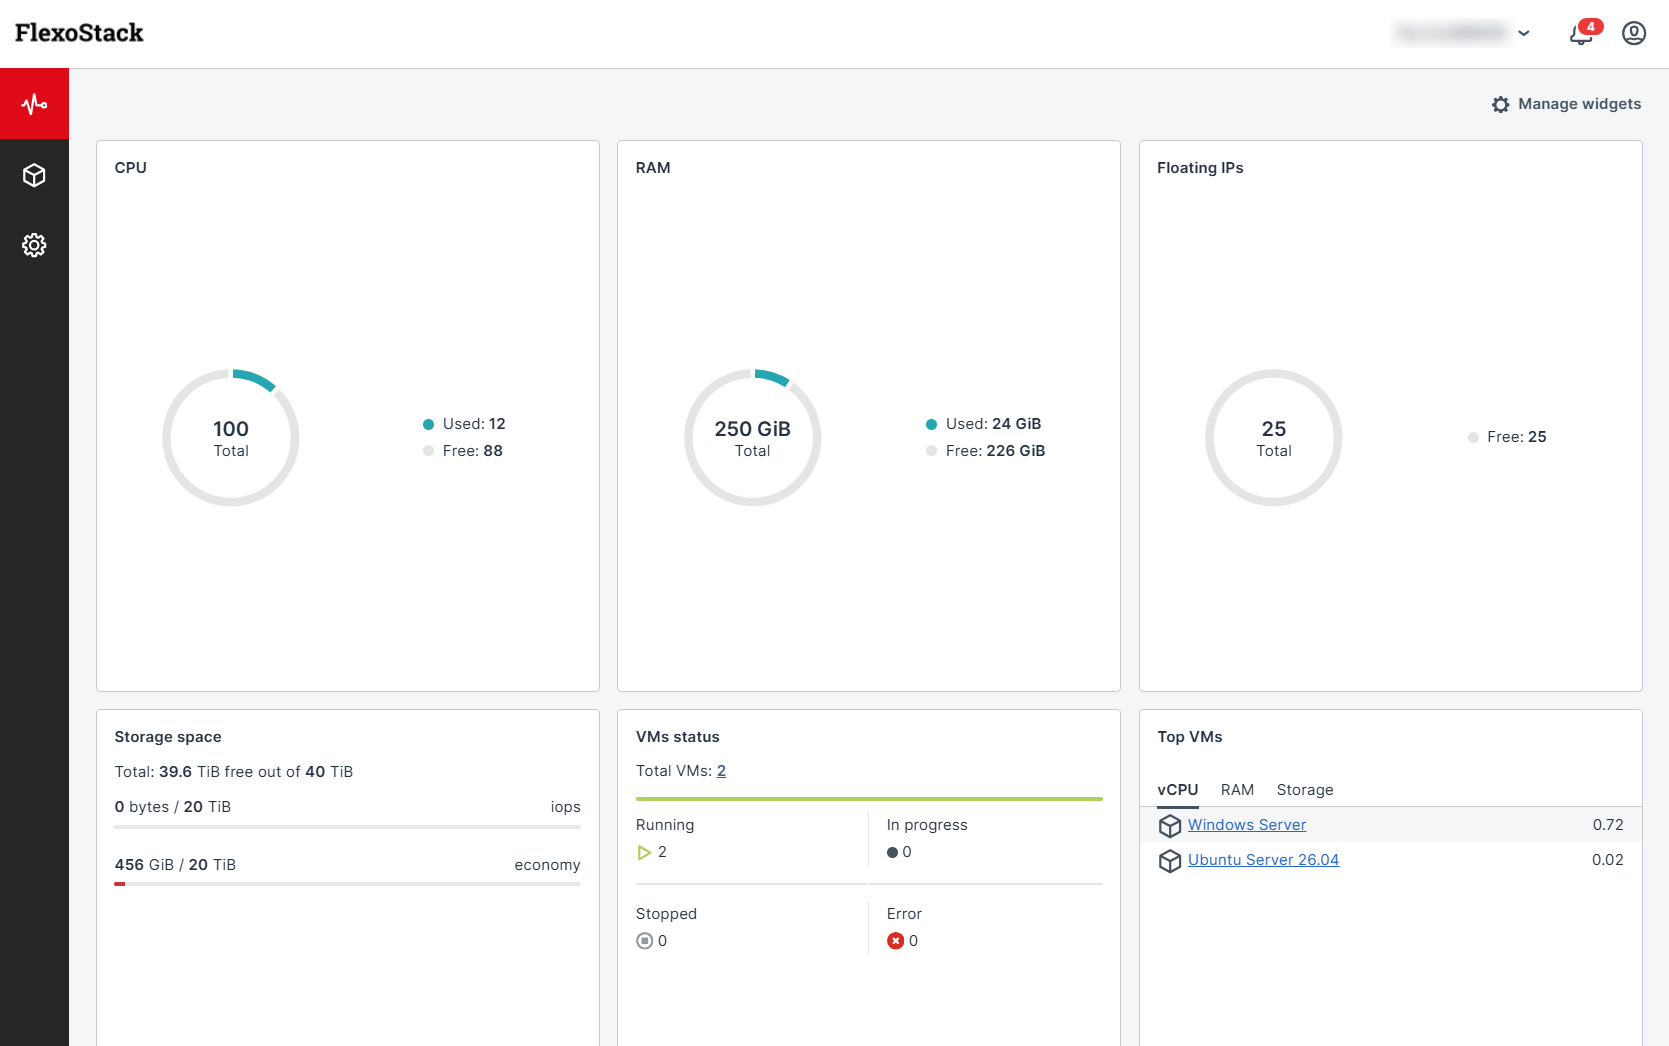 FlexoStack
4
Manage widgets
CPU
100
Total
Used: 12
Free: 88
RAM
250 GiB
Total
Used: 24 GiB
Free: 226 GiB
Floating IPs
25
Total
Free: 25
Storage space
Total: 39.6 TiB free out of 40 TiB
0 bytes / 20 TiB iops
456 GiB / 20 TiB economy
VMs status
Total VMs: 2
Running
2
In progress
0
Stopped
0
Error
0
Top VMs
vCPU RAM Storage
Windows Server 0.72
Ubuntu Server 26.04 0.02